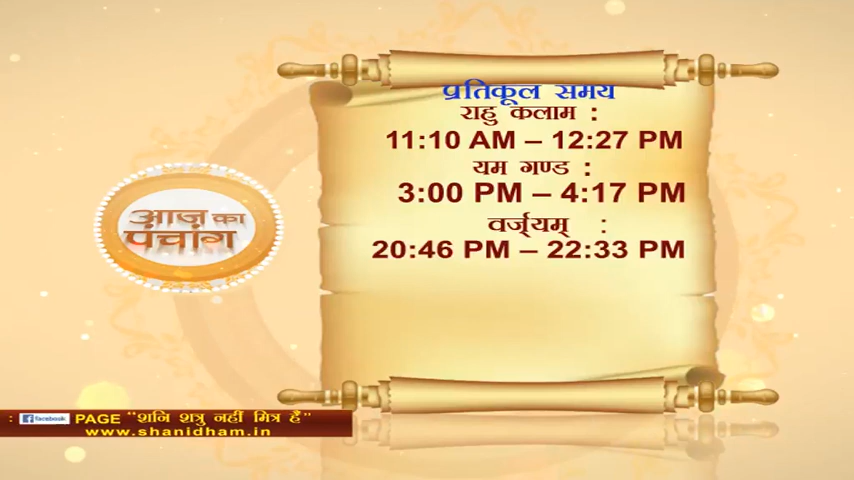 प्रतिकूल समय
राहु कलाम :
11:10 AM – 12:27 PM
यम गण्ड :
3:00 PM – 4:17 PM
वर्ज्यम् :
20:46 PM – 22:33 PM
आज का
पंचांग
: facebook PAGE "शनि शत्रु नहीं मित्र है"
www.shanidham.in